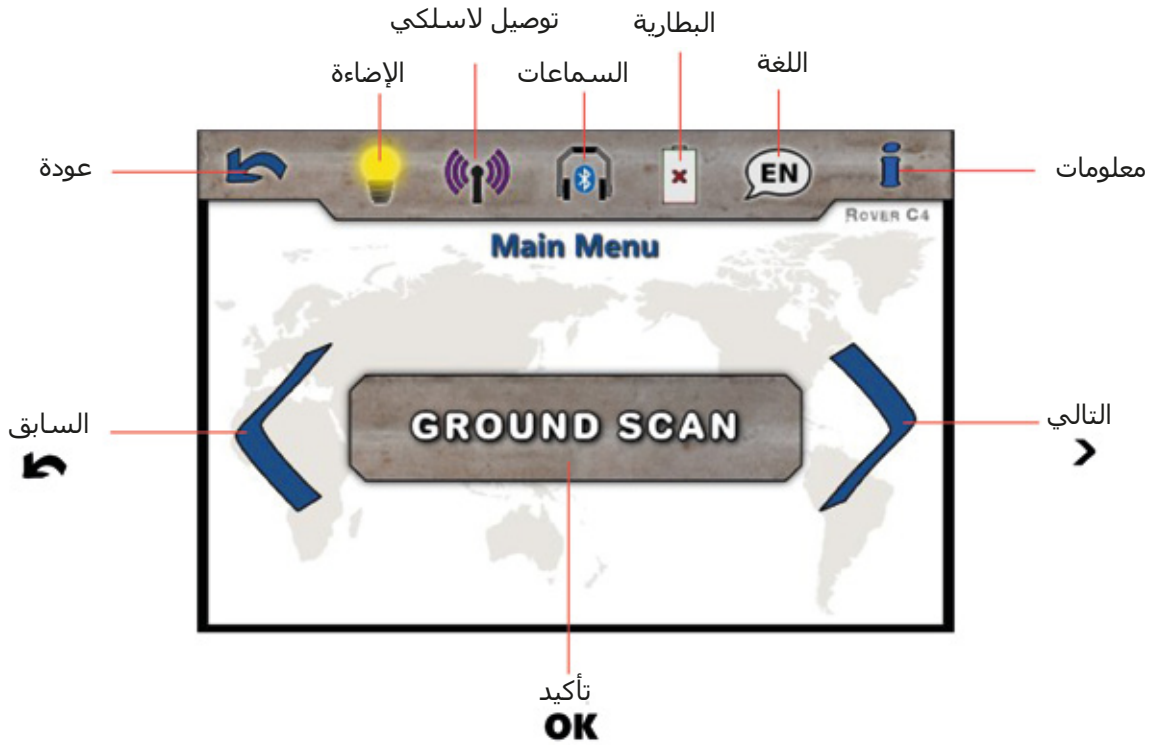 توصيل لاسلكي
البطارية
الإضاءة
السماعات
اللغة
عودة
EN
i
معلومات
ROVER C4
Main Menu
GROUND SCAN
السابق
التالي
تأكيد
OK